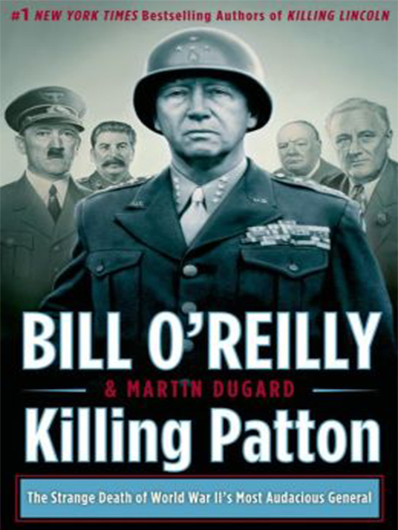 #1 NEW YORK TIMES Bestselling Authors of KILLING LINCOLN
BILL O'REILLY
& MARTIN DUGARD
Killing Patton
The Strange Death of World War II's Most Audacious General